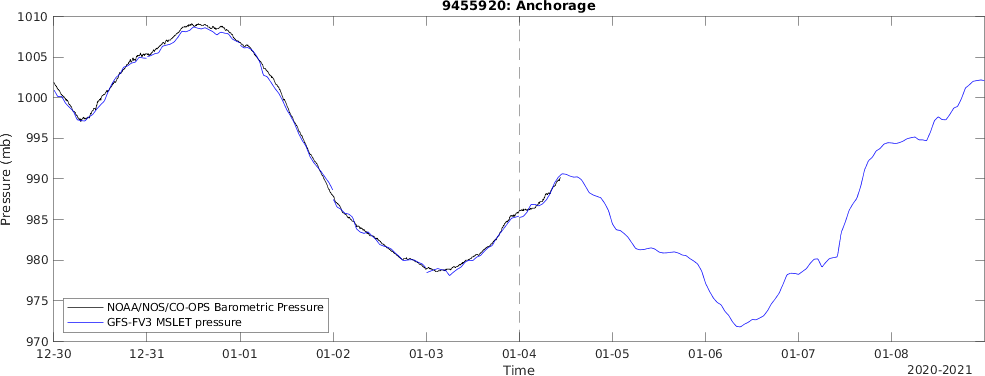 9455920: Anchorage
1010
1005
1000
995
990
985
980
975
970
Pressure (mb)
NOAA/NOS/CO-OPS Barometric Pressure
GFS-FV3 MSLET pressure
12-30 12-31 01-01 01-02 01-03 01-04 01-05 01-06 01-07 01-08
Time
2020-2021